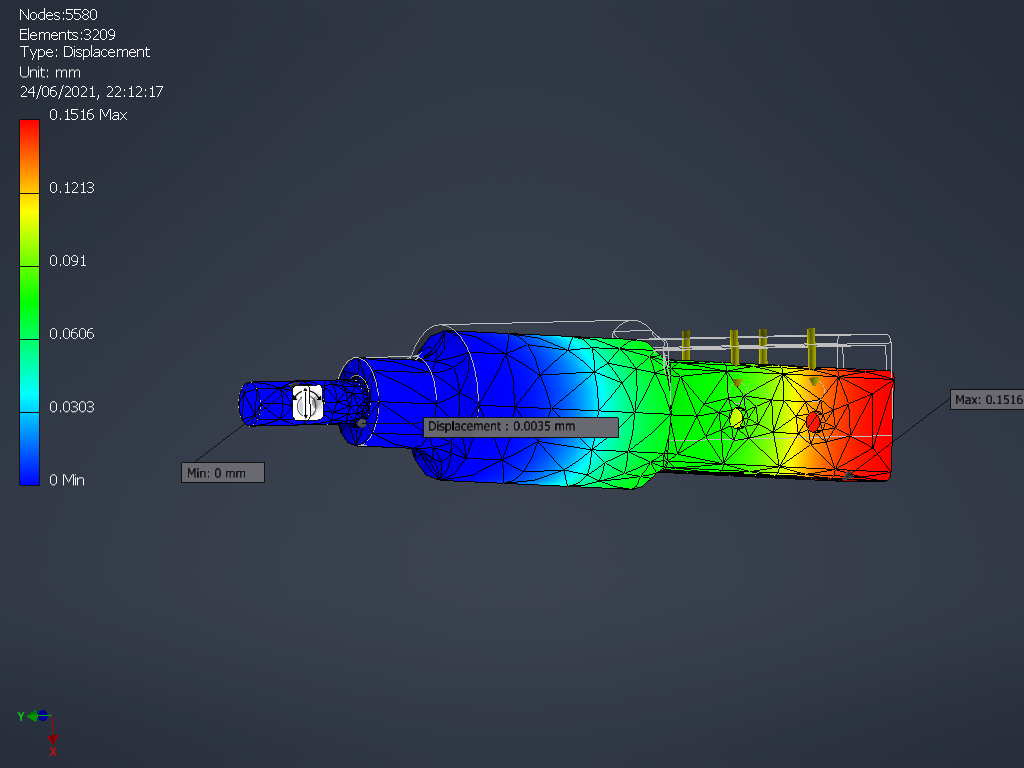 Nodes:5580
Elements:3209
Type: Displacement
Unit: mm
24/06/2021, 22:12:17
0.1516 Max
0.1213
0.091
0.0606
0.0303
0 Min
Max: 0.1516
Displacement : 0.0035 mm
Min: 0 mm
Y
X